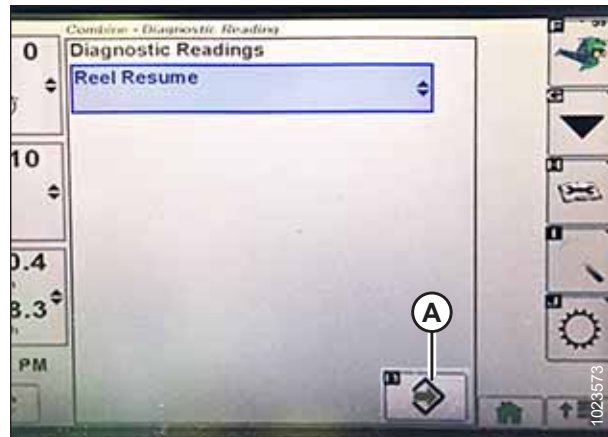 Combine - Diagnostic Reading
Diagnostic Readings
Reel Resume
0
10
0.4
8.3
PM
A
1023573